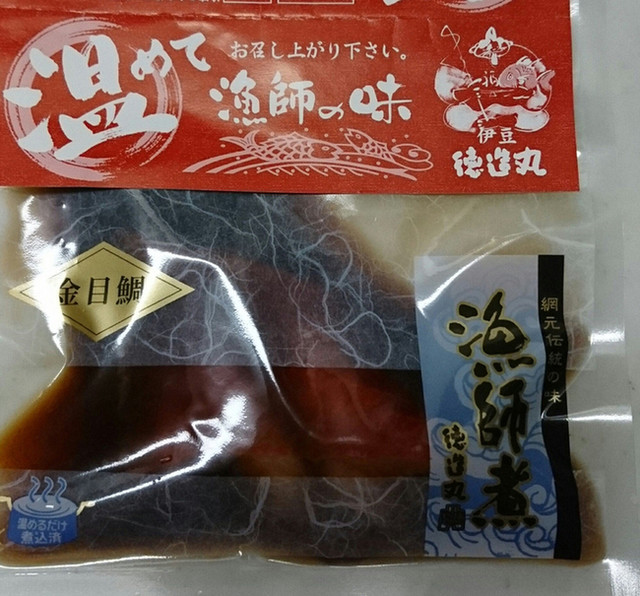 温めて
お召し上がり下さい。
漁師の味
伊豆
徳造丸
金目鯛
網元伝統の味
漁師煮
徳造丸
温めるだけ
煮込済